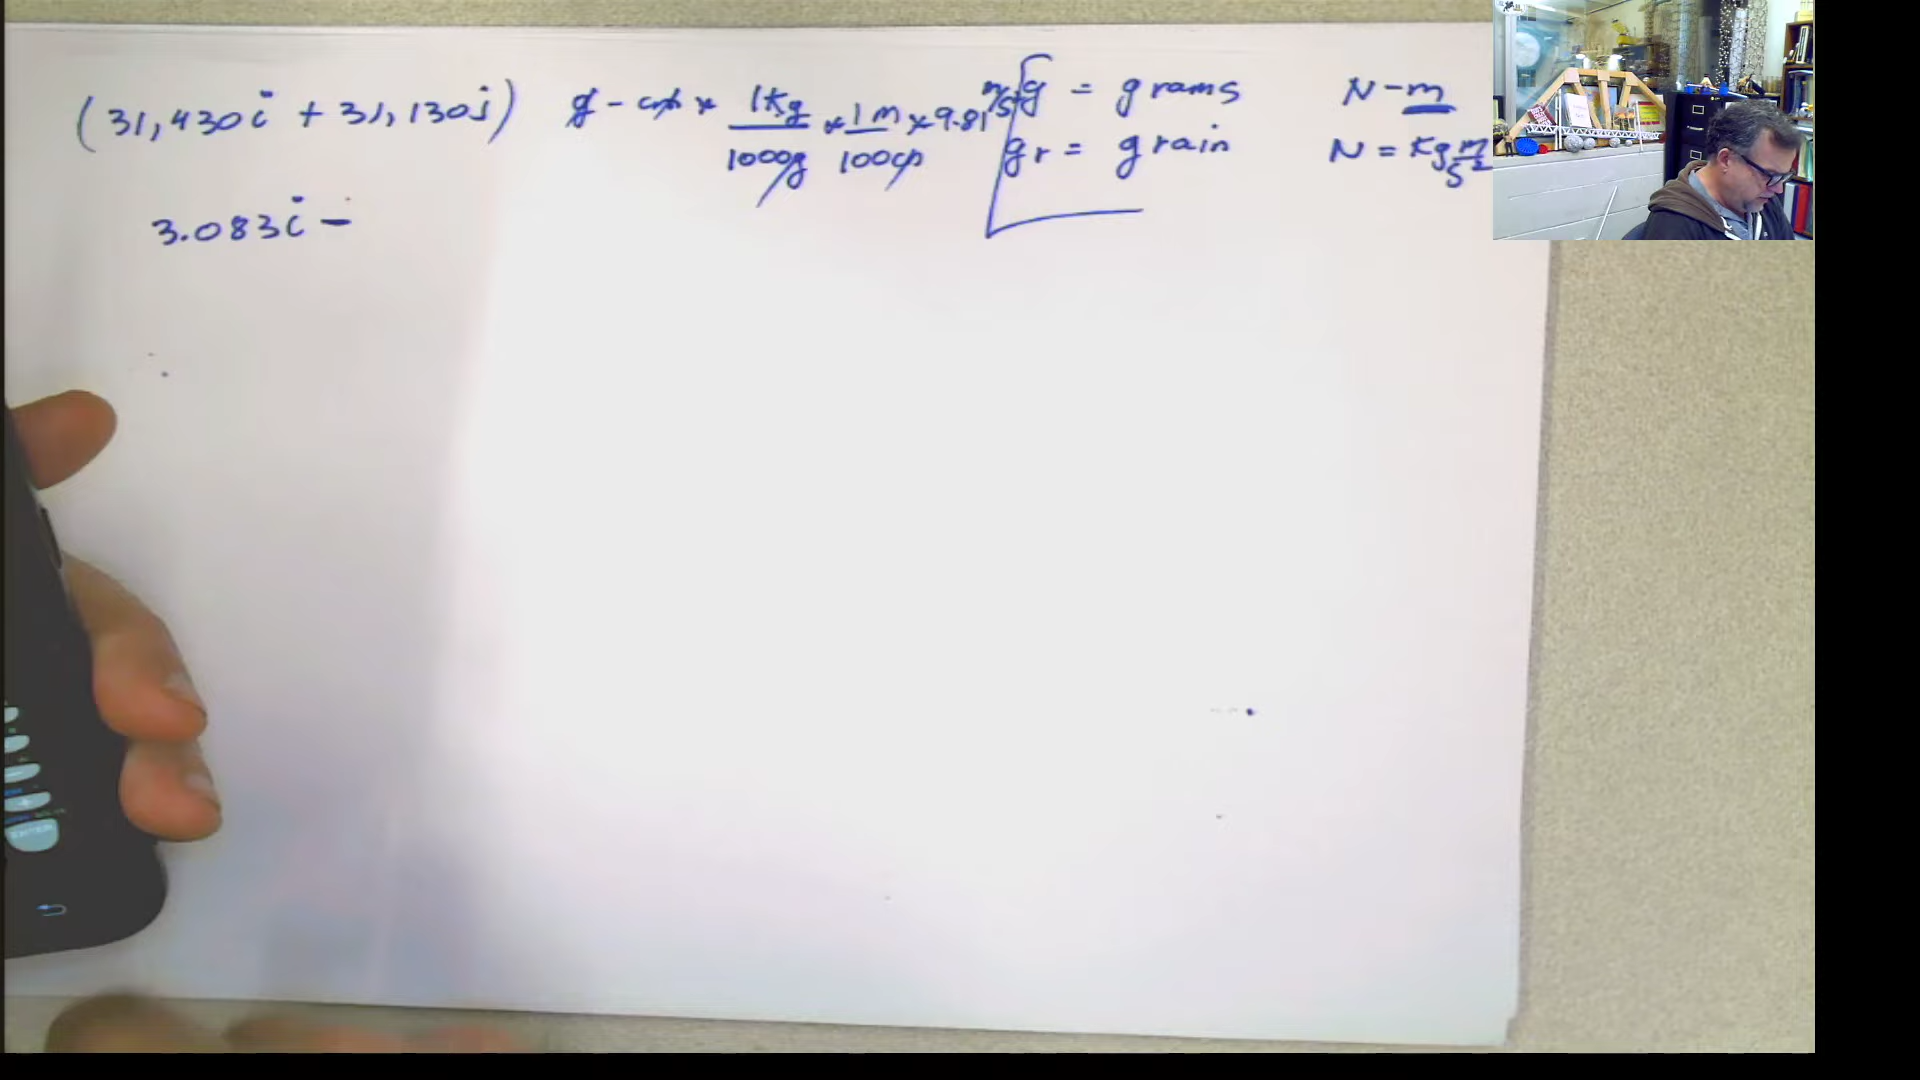 (31,430i + 31,130j) g - cm * 1Kg/1000g * 1m/100cm * 9.81 m/s²
g = grams
gr = grain
N-m
N = Kg m/s²
3.083i -
ENTER